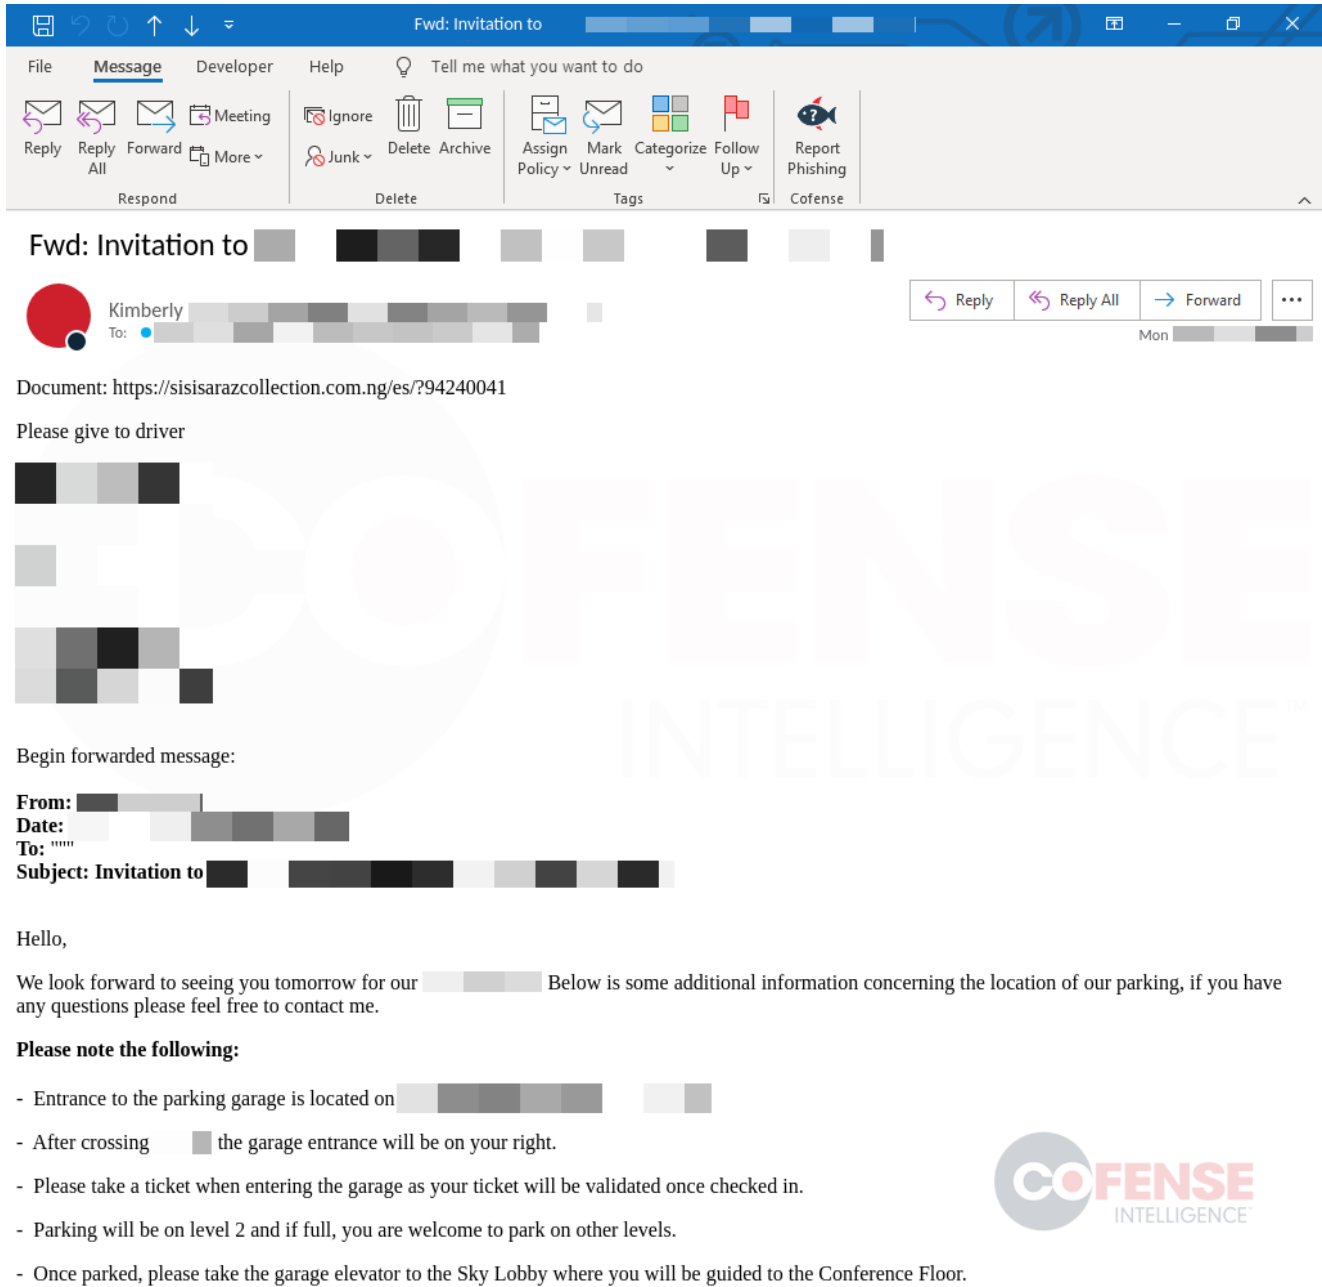 Fwd: Invitation to
File Message Developer Help Tell me what you want to do
Reply Reply All Forward Meeting More Ignore Junk Delete Archive Assign Policy Mark Unread Categorize Follow Up Report Phishing
Respond Delete Tags Cofense
Fwd: Invitation to
Kimberly
Reply Reply All Forward ...
To:
Mon
Document: https://sisisarazcollection.com.ng/es/?94240041
Please give to driver
COFENSE
INTELLIGENCE™
Begin forwarded message:
From:
Date:
To: """
Subject: Invitation to
Hello,
We look forward to seeing you tomorrow for our Below is some additional information concerning the location of our parking, if you have
any questions please feel free to contact me.
Please note the following:
- Entrance to the parking garage is located on
- After crossing the garage entrance will be on your right.
- Please take a ticket when entering the garage as your ticket will be validated once checked in.
- Parking will be on level 2 and if full, you are welcome to park on other levels.
- Once parked, please take the garage elevator to the Sky Lobby where you will be guided to the Conference Floor.
COFENSE
INTELLIGENCE